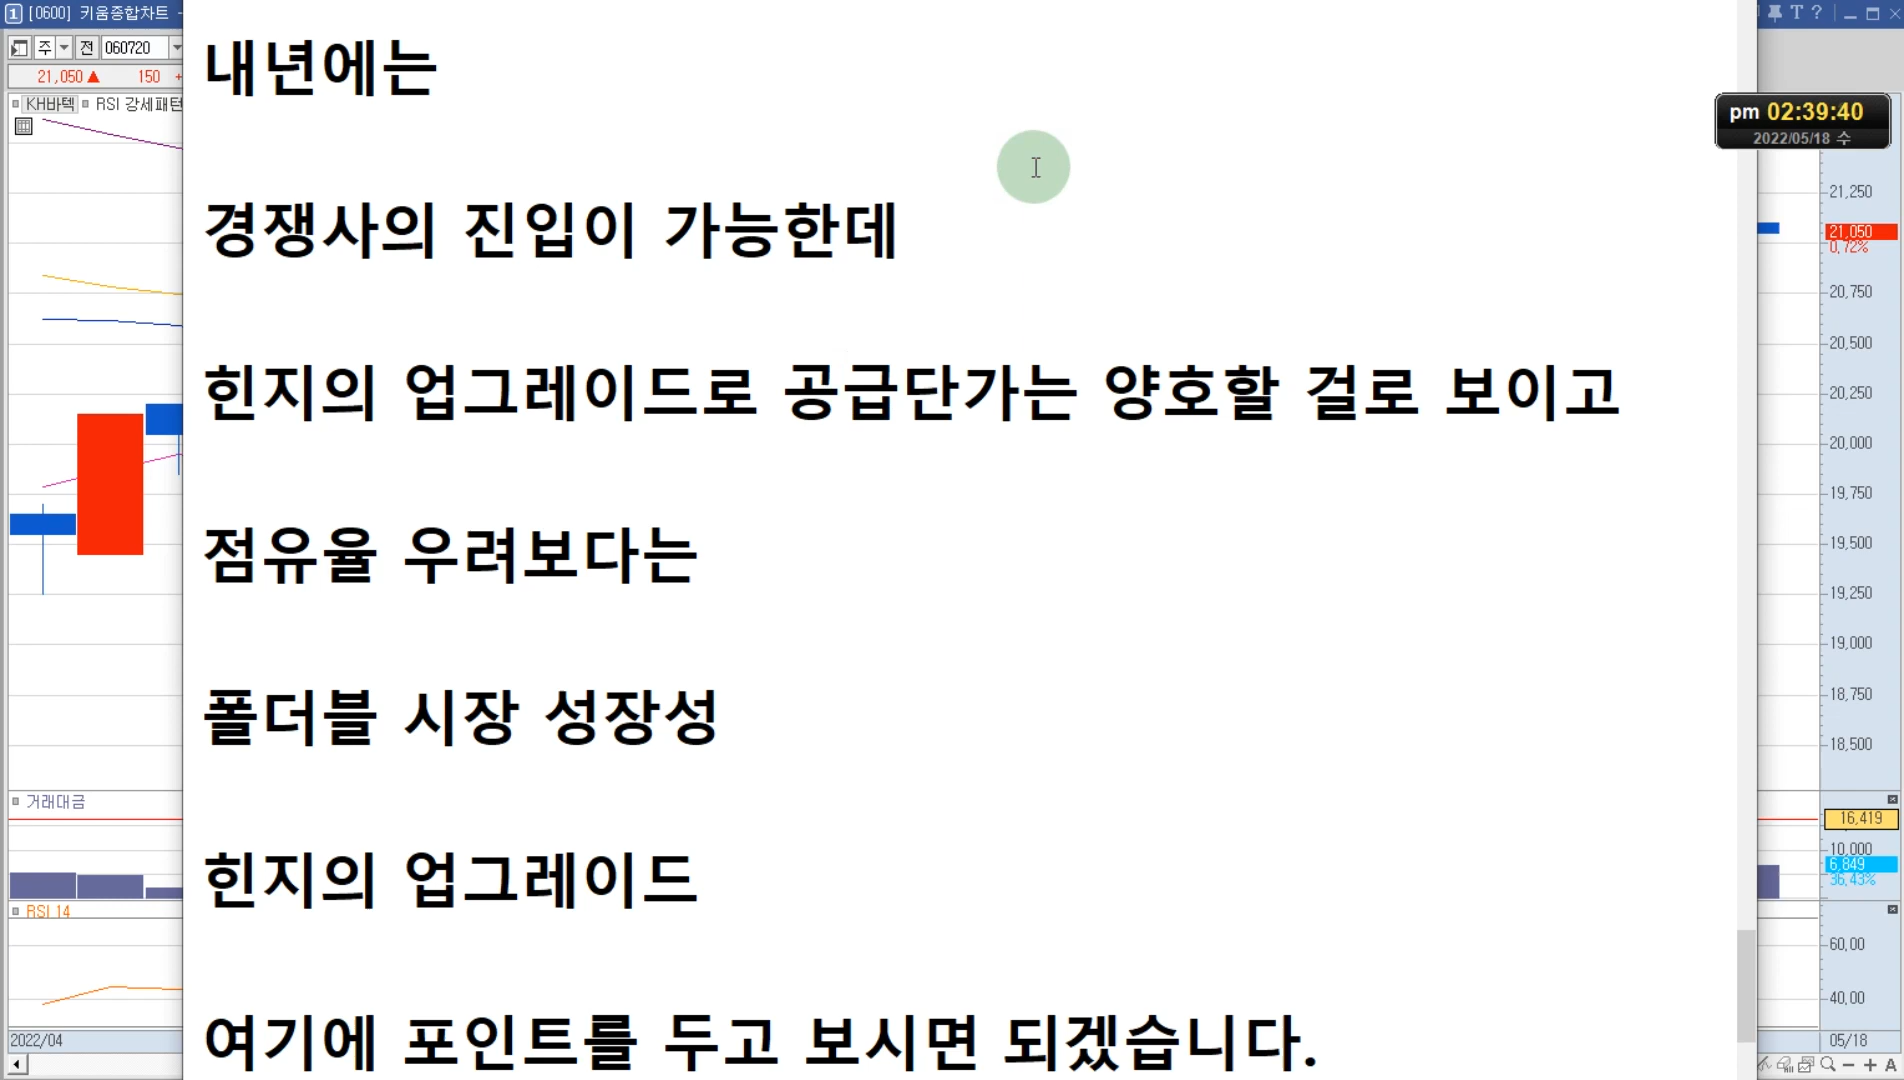 1 [0600] 키움종합차트 -
T ?
주 전 060720
21,050 ▲ 150 +
KH바텍 RSI 강세패턴
내년에는
pm 02:39:40
2022/05/18 수
경쟁사의 진입이 가능한데
힌지의 업그레이드로 공급단가는 양호할 걸로 보이고
점유율 우려보다는
폴더블 시장 성장성
힌지의 업그레이드
여기에 포인트를 두고 보시면 되겠습니다.
21,250
21,050
0,72%
20,750
20,500
20,250
20,000
19,750
19,500
19,250
19,000
18,750
18,500
거래대금
16,419
10,000
6,849
36,43%
RSI 14
60,00
40,00
2022/04
05/18
A